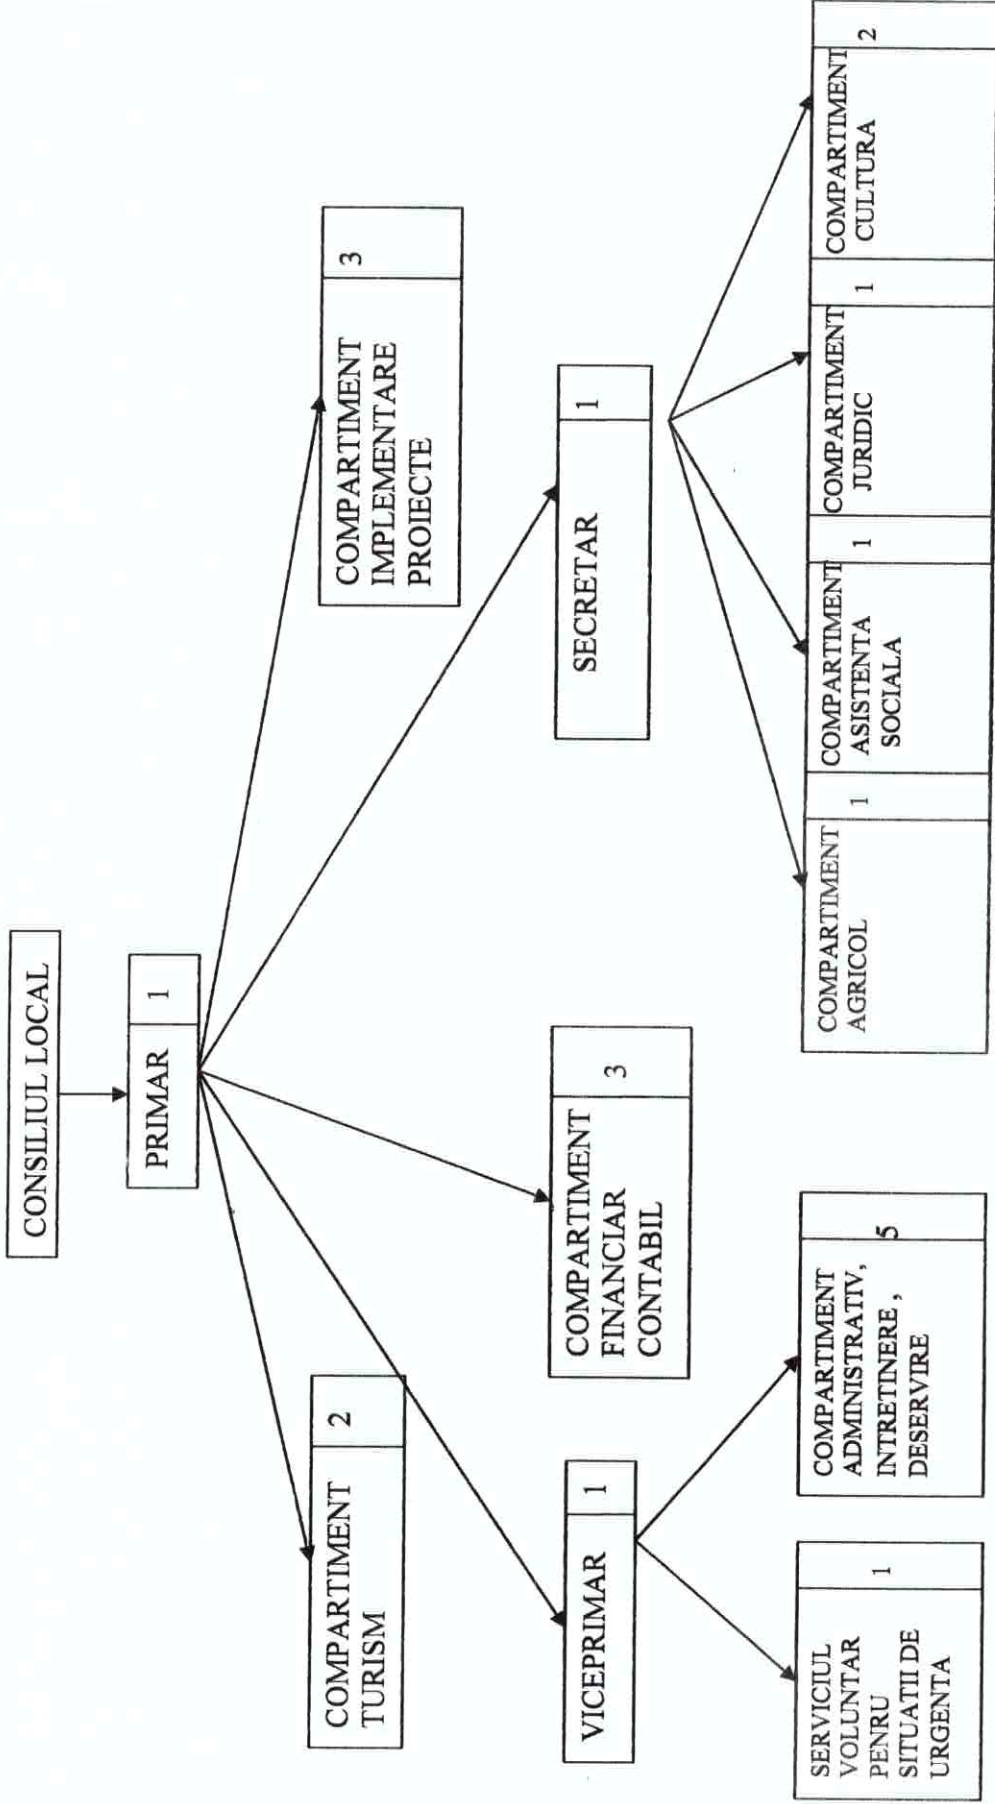 CONSILIUL LOCAL
PRIMAR 1
COMPARTIMENT
TURISM
2
COMPARTIMENT
IMPLEMENTARE
PROIECTE
3
VICEPRIMAR 1
COMPARTIMENT
FINANCIAR
CONTABIL
3
SECRETAR 1
SERVICIUL
VOLUNTAR
PENRU
SITUATII DE
URGENTA
1
COMPARTIMENT
ADMINISTRATIV,
INTRETINERE ,
DESERVIRE
5
COMPARTIMENT
AGRICOL
1
COMPARTIMENT
ASISTENTA
SOCIALA
1
COMPARTIMENT
JURIDIC
1
COMPARTIMENT
CULTURA
2